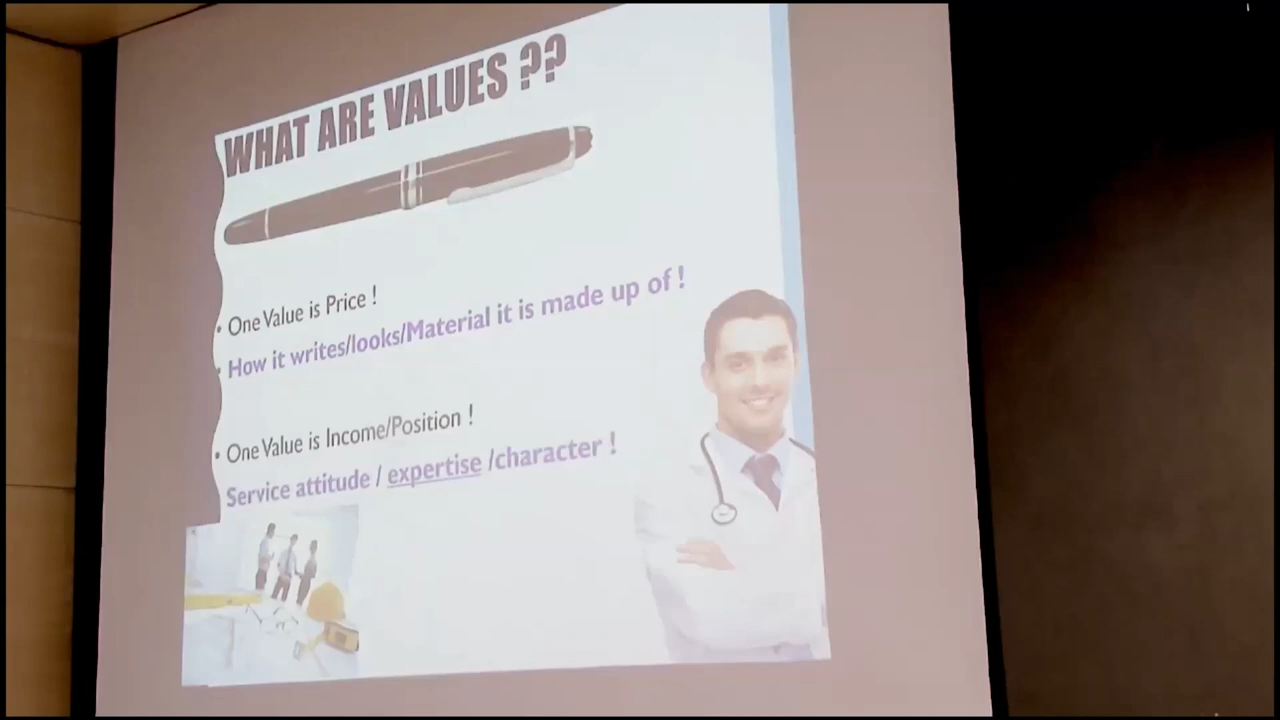 WHAT ARE VALUES ??
• One Value is Price !
• How it writes/looks/Material it is made up of !
• One Value is Income/Position !
Service attitude / expertise /character !